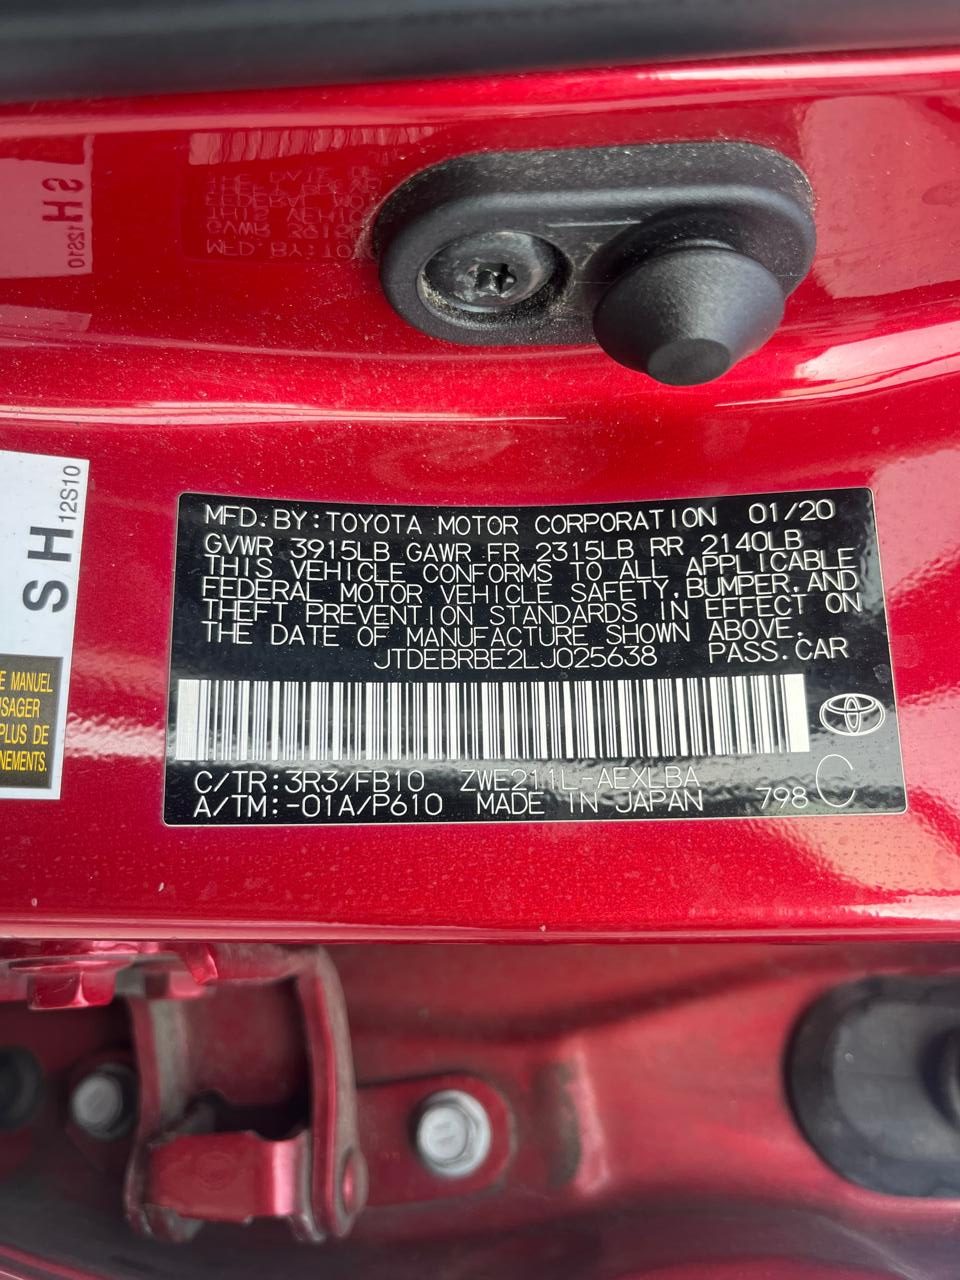 MFD.BY:TOYOTA MOTOR CORPORATION 01/20
GVWR 3915LB GAWR FR 2315LB RR 2140LB
THIS VEHICLE CONFORMS TO ALL APPLICABLE
FEDERAL MOTOR VEHICLE SAFETY,BUMPER,AND
THEFT PREVENTION STANDARDS IN EFFECT ON
THE DATE OF MANUFACTURE SHOWN ABOVE.
JTDEBRBE2LJ025638 PASS.CAR
C/TR:3R3/FB10 ZWE211L-AEXLBA
A/TM:-01A/P610 MADE IN JAPAN 798 C
SH
12S10
E MANUEL
USAGER
PLUS DE
NEMENTS.